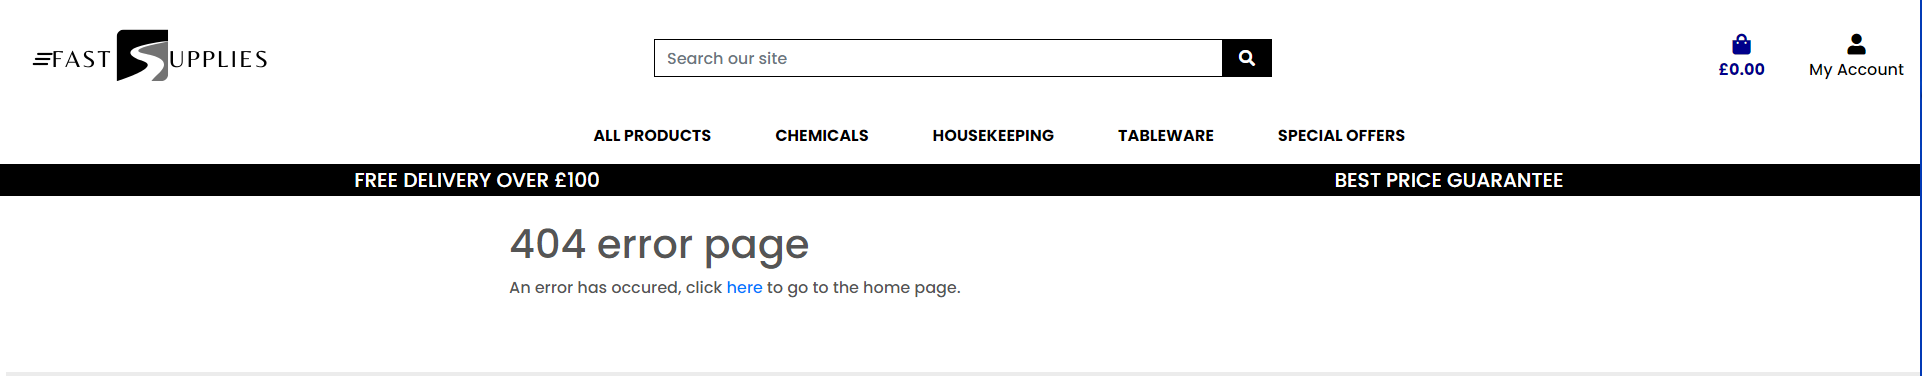 FAST SUPPLIES
Search our site
£0.00
My Account
ALL PRODUCTS
CHEMICALS
HOUSEKEEPING
TABLEWARE
SPECIAL OFFERS
FREE DELIVERY OVER £100
BEST PRICE GUARANTEE
404 error page
An error has occured, click here to go to the home page.